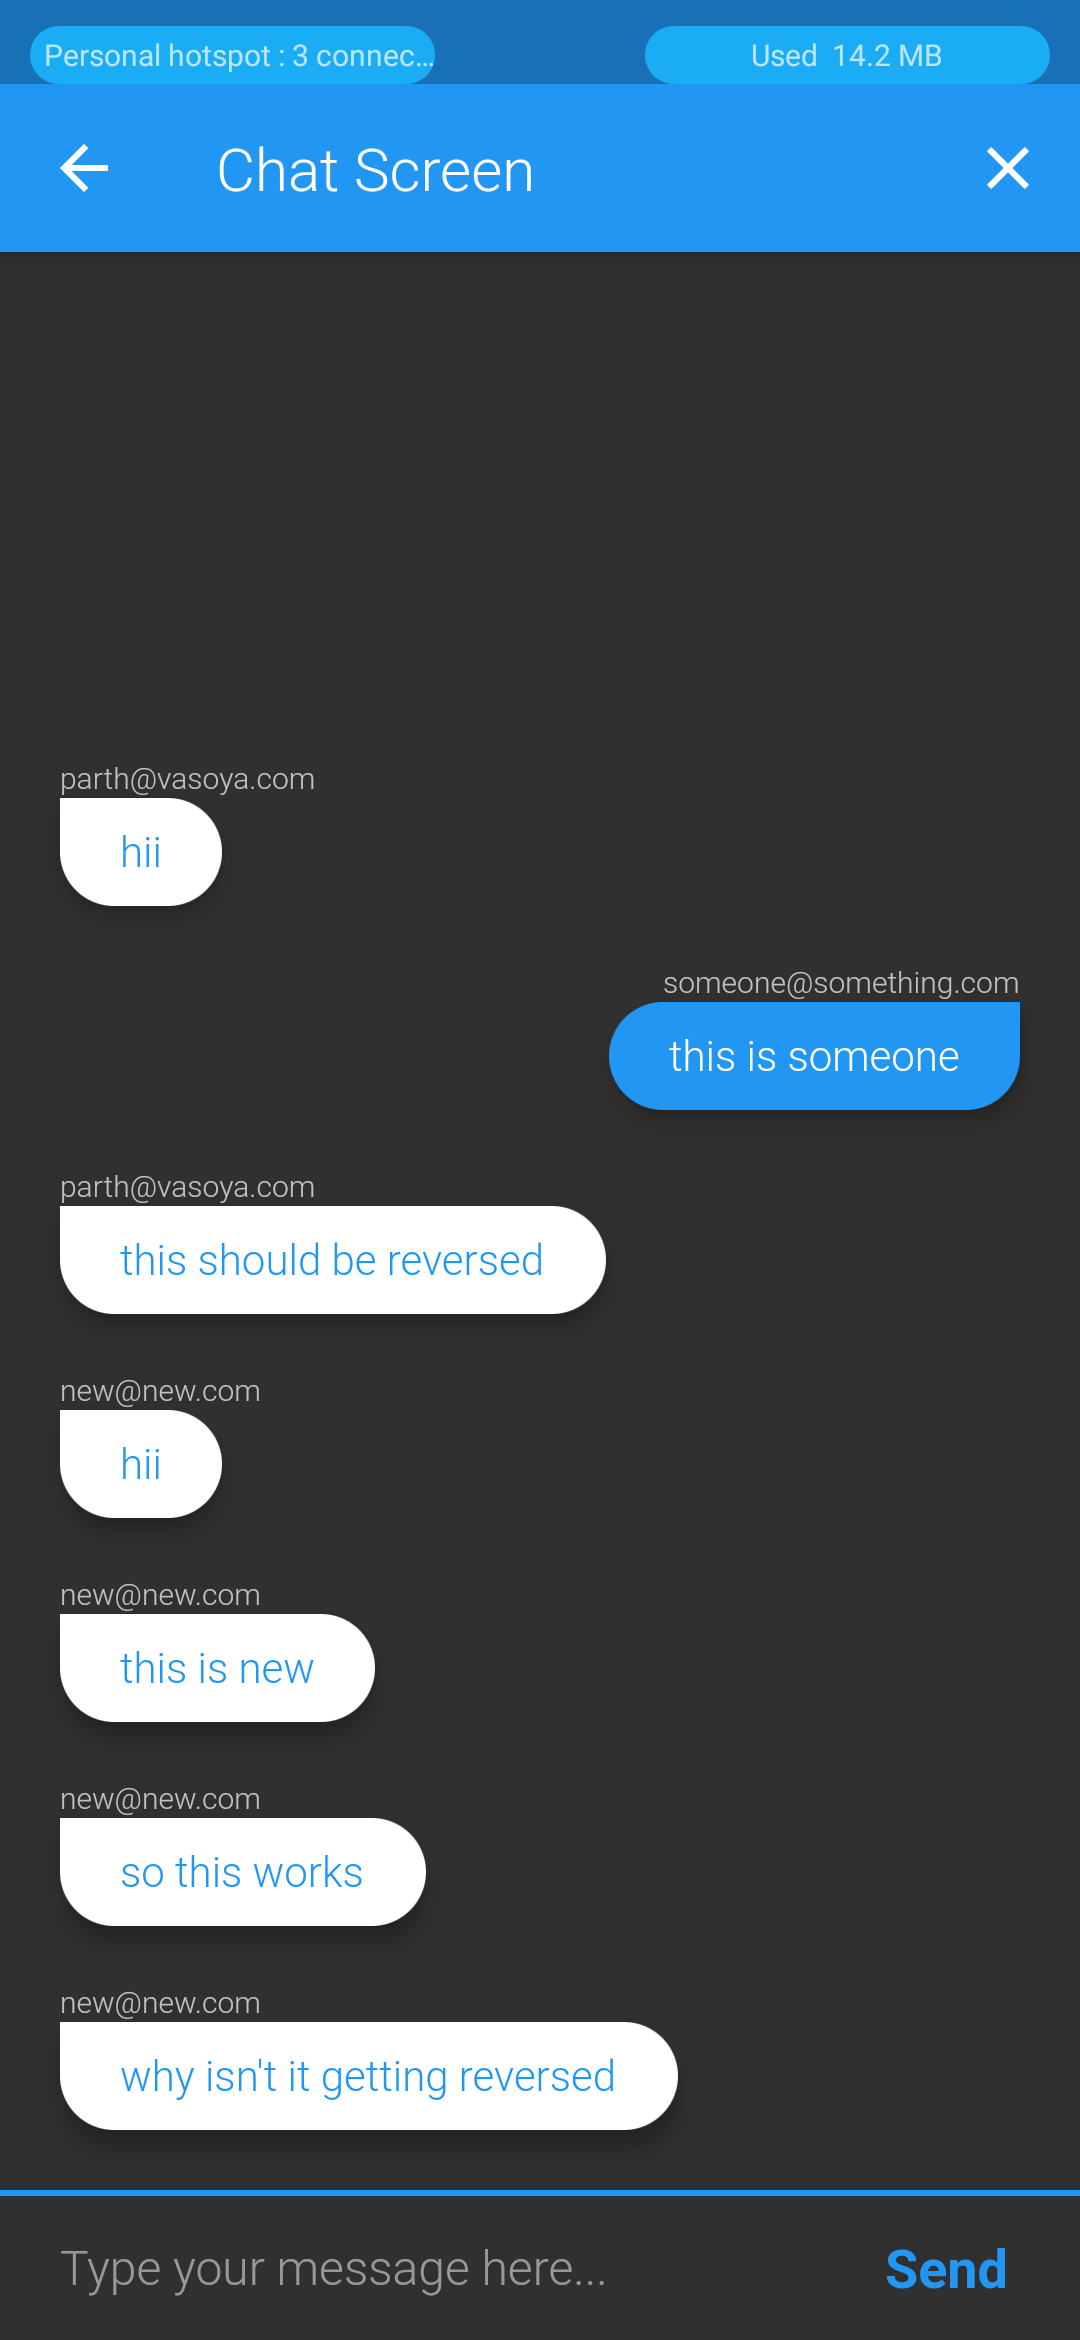 Personal hotspot : 3 connec...
Used 14.2 MB
Chat Screen
parth@vasoya.com
hii
someone@something.com
this is someone
parth@vasoya.com
this should be reversed
new@new.com
hii
new@new.com
this is new
new@new.com
so this works
new@new.com
why isn't it getting reversed
Type your message here...
Send